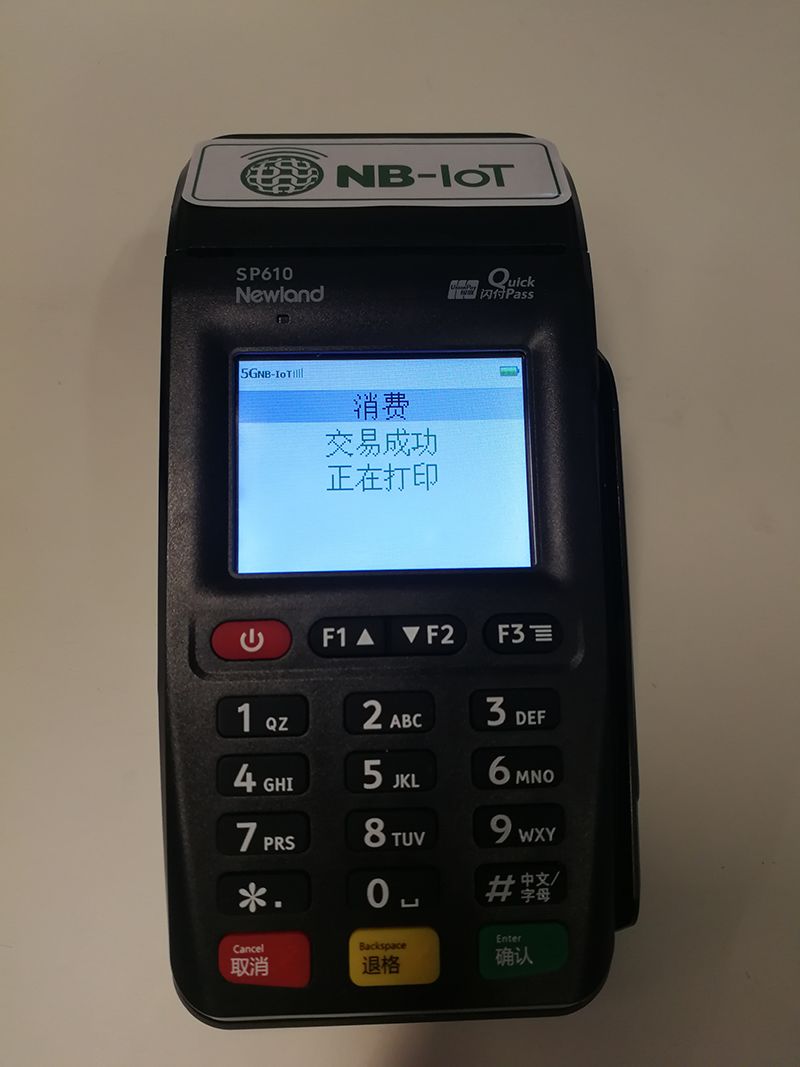 NB-IoT
SP610
Newland
Quick
闪付Pass
5GNB-IoT
消费
交易成功
正在打印
F1▲ ▼F2 F3
1 QZ 2 ABC 3 DEF
4 GHI 5 JKL 6 MNO
7 PRS 8 TUV 9 WXY
*. 0 ␣ # 中文/
字母
Cancel Backspace Enter
取消 退格 确认